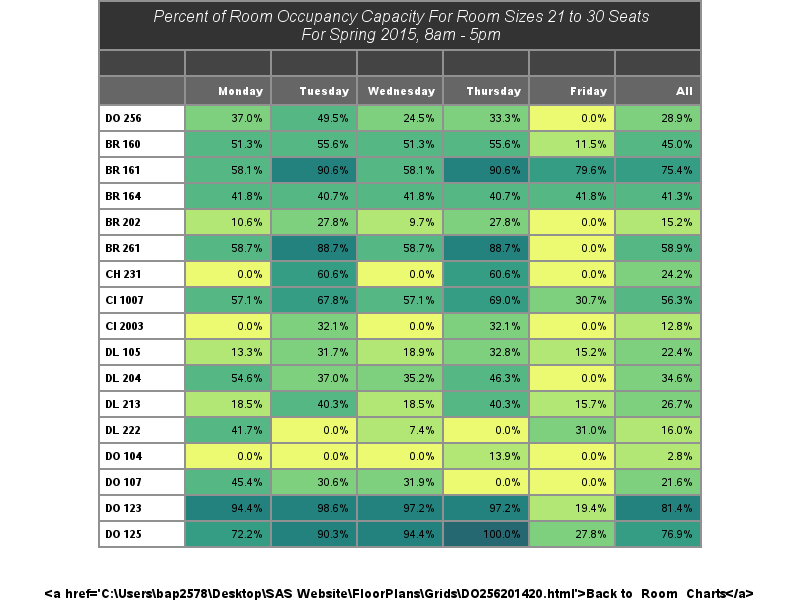 Percent of Room Occupancy Capacity For Room Sizes 21 to 30 Seats
For Spring 2015, 8am - 5pm
Monday Tuesday Wednesday Thursday Friday All
DO 256 37.0% 49.5% 24.5% 33.3% 0.0% 28.9%
BR 160 51.3% 55.6% 51.3% 55.6% 11.5% 45.0%
BR 161 58.1% 90.6% 58.1% 90.6% 79.6% 75.4%
BR 164 41.8% 40.7% 41.8% 40.7% 41.8% 41.3%
BR 202 10.6% 27.8% 9.7% 27.8% 0.0% 15.2%
BR 261 58.7% 88.7% 58.7% 88.7% 0.0% 58.9%
CH 231 0.0% 60.6% 0.0% 60.6% 0.0% 24.2%
CI 1007 57.1% 67.8% 57.1% 69.0% 30.7% 56.3%
CI 2003 0.0% 32.1% 0.0% 32.1% 0.0% 12.8%
DL 105 13.3% 31.7% 18.9% 32.8% 15.2% 22.4%
DL 204 54.6% 37.0% 35.2% 46.3% 0.0% 34.6%
DL 213 18.5% 40.3% 18.5% 40.3% 15.7% 26.7%
DL 222 41.7% 0.0% 7.4% 0.0% 31.0% 16.0%
DO 104 0.0% 0.0% 0.0% 13.9% 0.0% 2.8%
DO 107 45.4% 30.6% 31.9% 0.0% 0.0% 21.6%
DO 123 94.4% 98.6% 97.2% 97.2% 19.4% 81.4%
DO 125 72.2% 90.3% 94.4% 100.0% 27.8% 76.9%
<a href='C:\Users\bap2578\Desktop\SAS Website\FloorPlans\Grids\DO256201420.html'>Back to Room Charts</a>